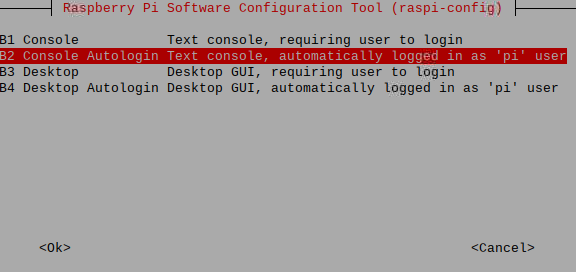 Raspberry Pi Software Configuration Tool (raspi-config)
B1 Console Text console, requiring user to login
B2 Console Autologin Text console, automatically logged in as 'pi' user
B3 Desktop Desktop GUI, requiring user to login
B4 Desktop Autologin Desktop GUI, automatically logged in as 'pi' user
<Ok> <Cancel>